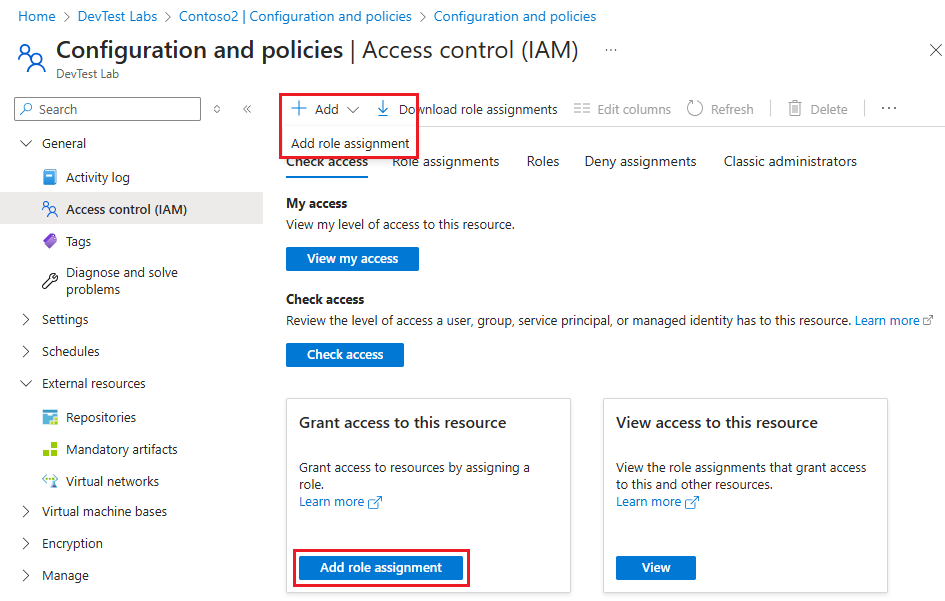 Home > DevTest Labs > Contoso2 | Configuration and policies > Configuration and policies
Configuration and policies | Access control (IAM) ...
DevTest Lab
Search
Add
Download role assignments
Edit columns
Refresh
Delete
...
Add role assignment
Check access
Role assignments
Roles
Deny assignments
Classic administrators
General
Activity log
Access control (IAM)
Tags
Diagnose and solve
problems
Settings
Schedules
External resources
Repositories
Mandatory artifacts
Virtual networks
Virtual machine bases
Encryption
Manage
My access
View my level of access to this resource.
View my access
Check access
Review the level of access a user, group, service principal, or managed identity has to this resource. Learn more
Check access
Grant access to this resource
Grant access to resources by assigning a
role.
Learn more
Add role assignment
View access to this resource
View the role assignments that grant access
to this and other resources.
Learn more
View